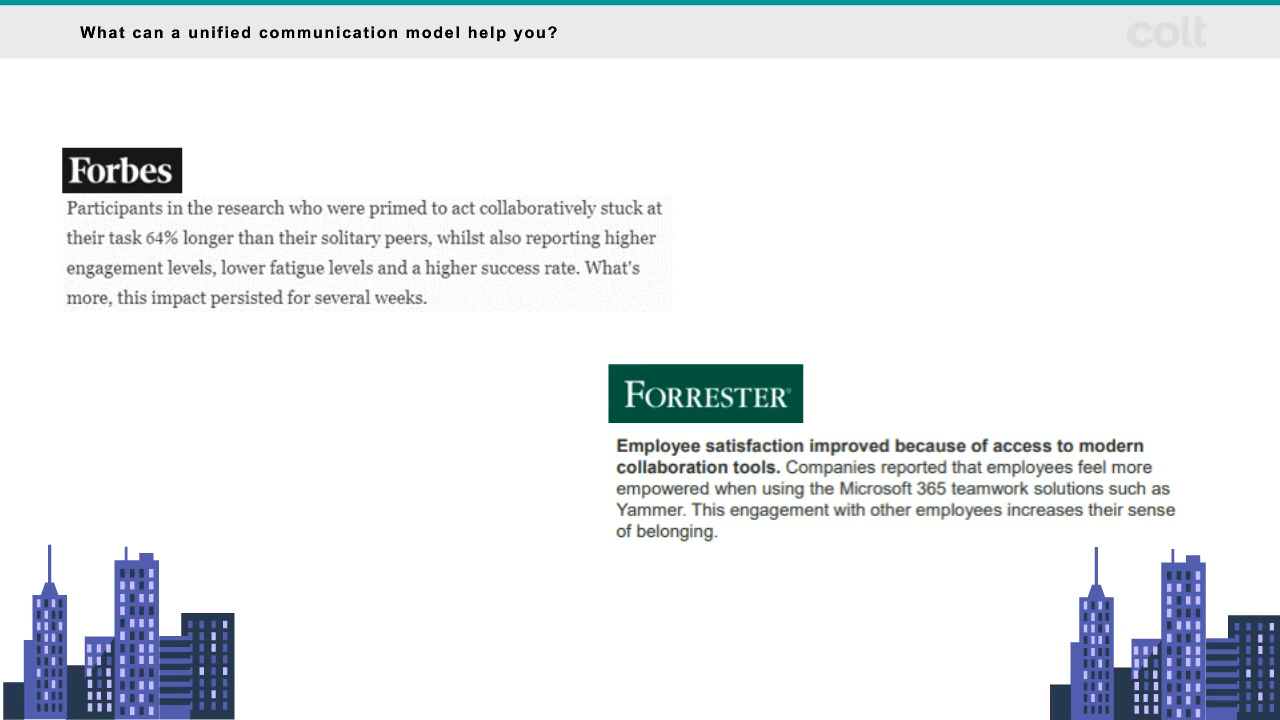 What can a unified communication model help you?
colt
Forbes
Participants in the research who were primed to act collaboratively stuck at
their task 64% longer than their solitary peers, whilst also reporting higher
engagement levels, lower fatigue levels and a higher success rate. What's
more, this impact persisted for several weeks.
FORRESTER®
Employee satisfaction improved because of access to modern
collaboration tools. Companies reported that employees feel more
empowered when using the Microsoft 365 teamwork solutions such as
Yammer. This engagement with other employees increases their sense
of belonging.